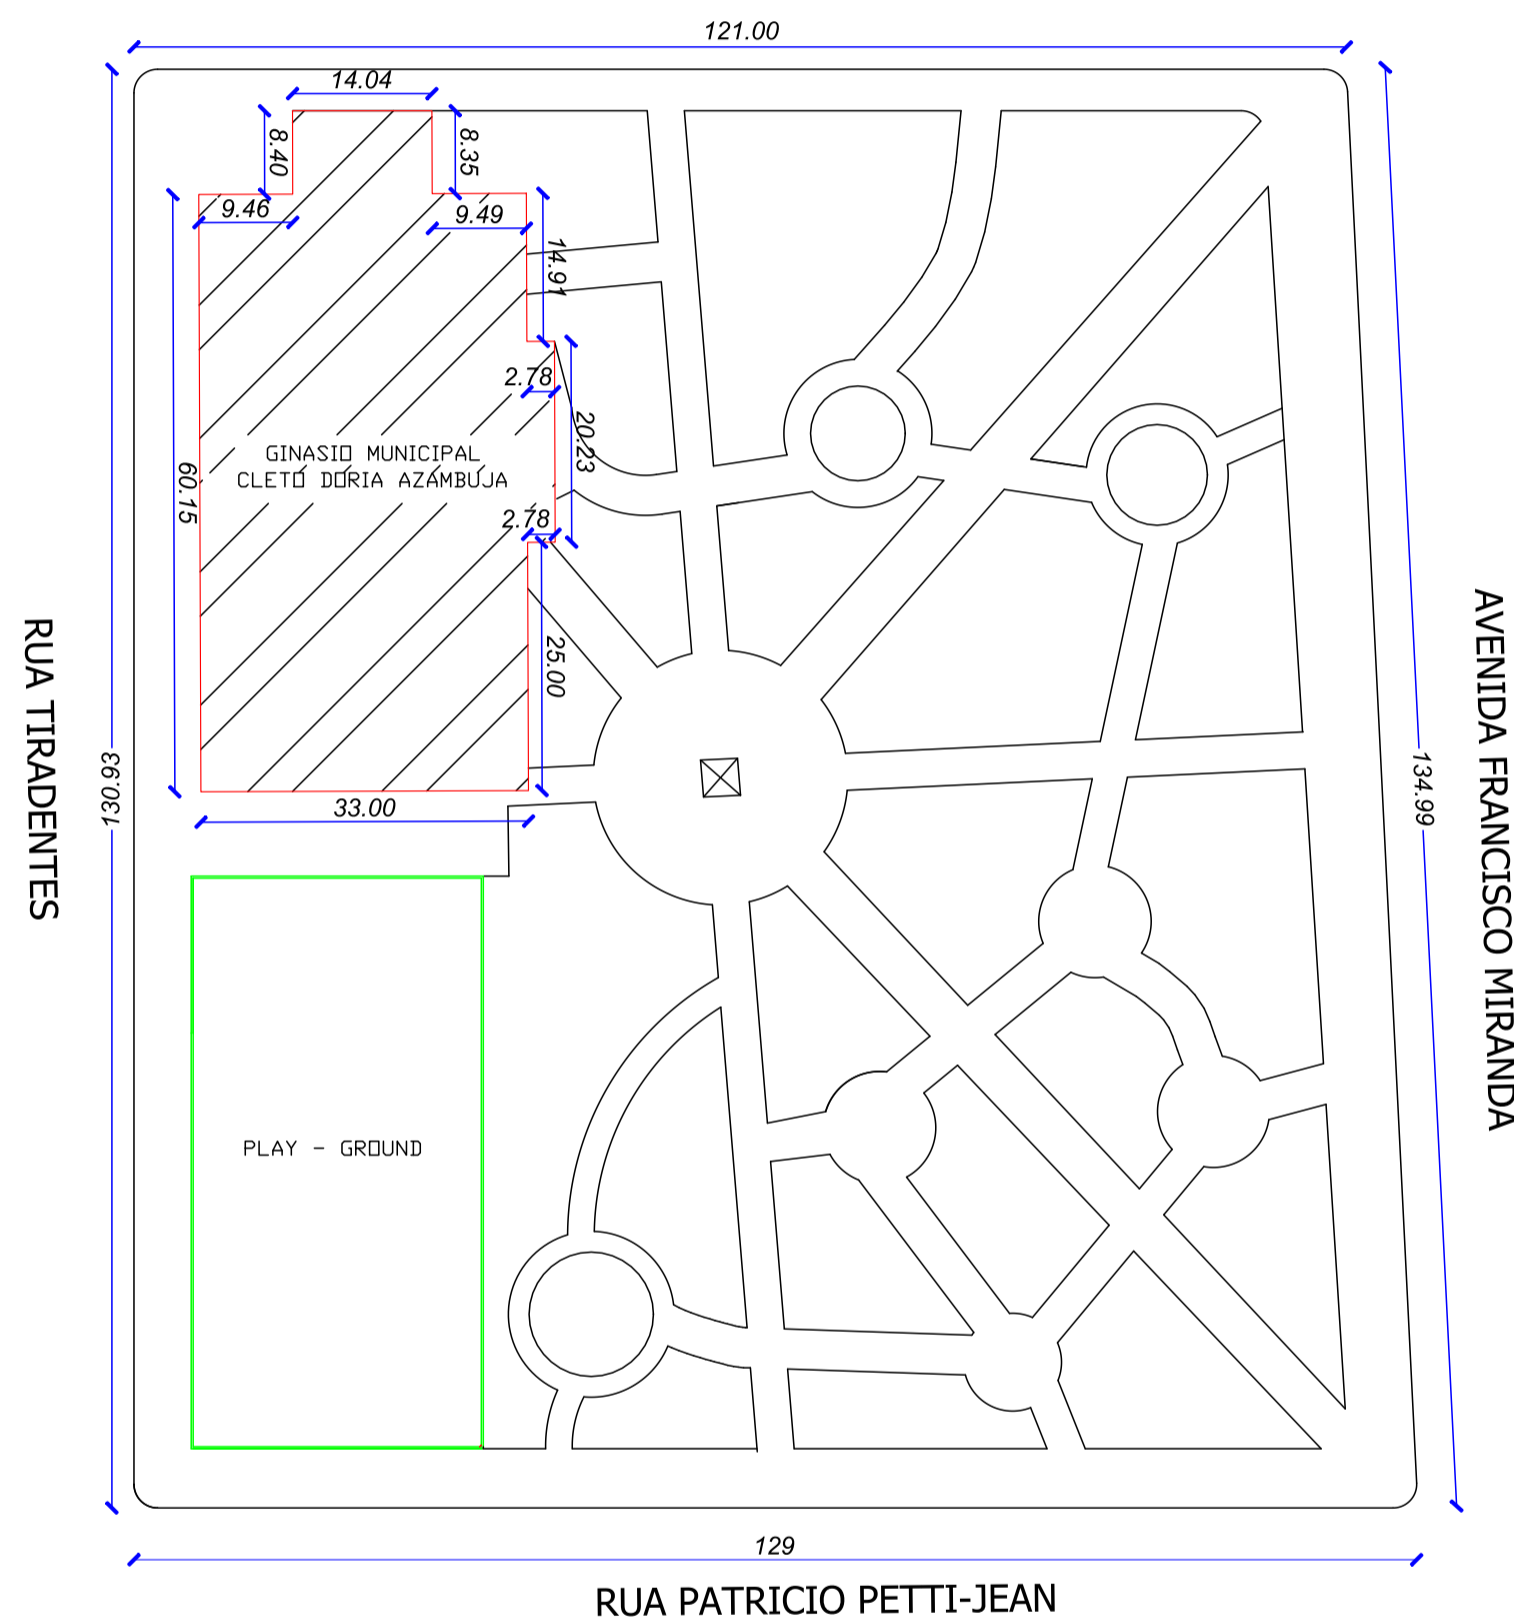 121.00
14.04
8.40
8.35
9.46
9.49
14.91
2.78
20.23
GINASIO MUNICIPAL
CLETO DORIA AZAMBUJA
60.15
2.78
25.00
33.00
RUA TIRADENTES
130.93
134.99
AVENIDA FRANCISCO MIRANDA
PLAY - GROUND
129
RUA PATRICIO PETTI-JEAN